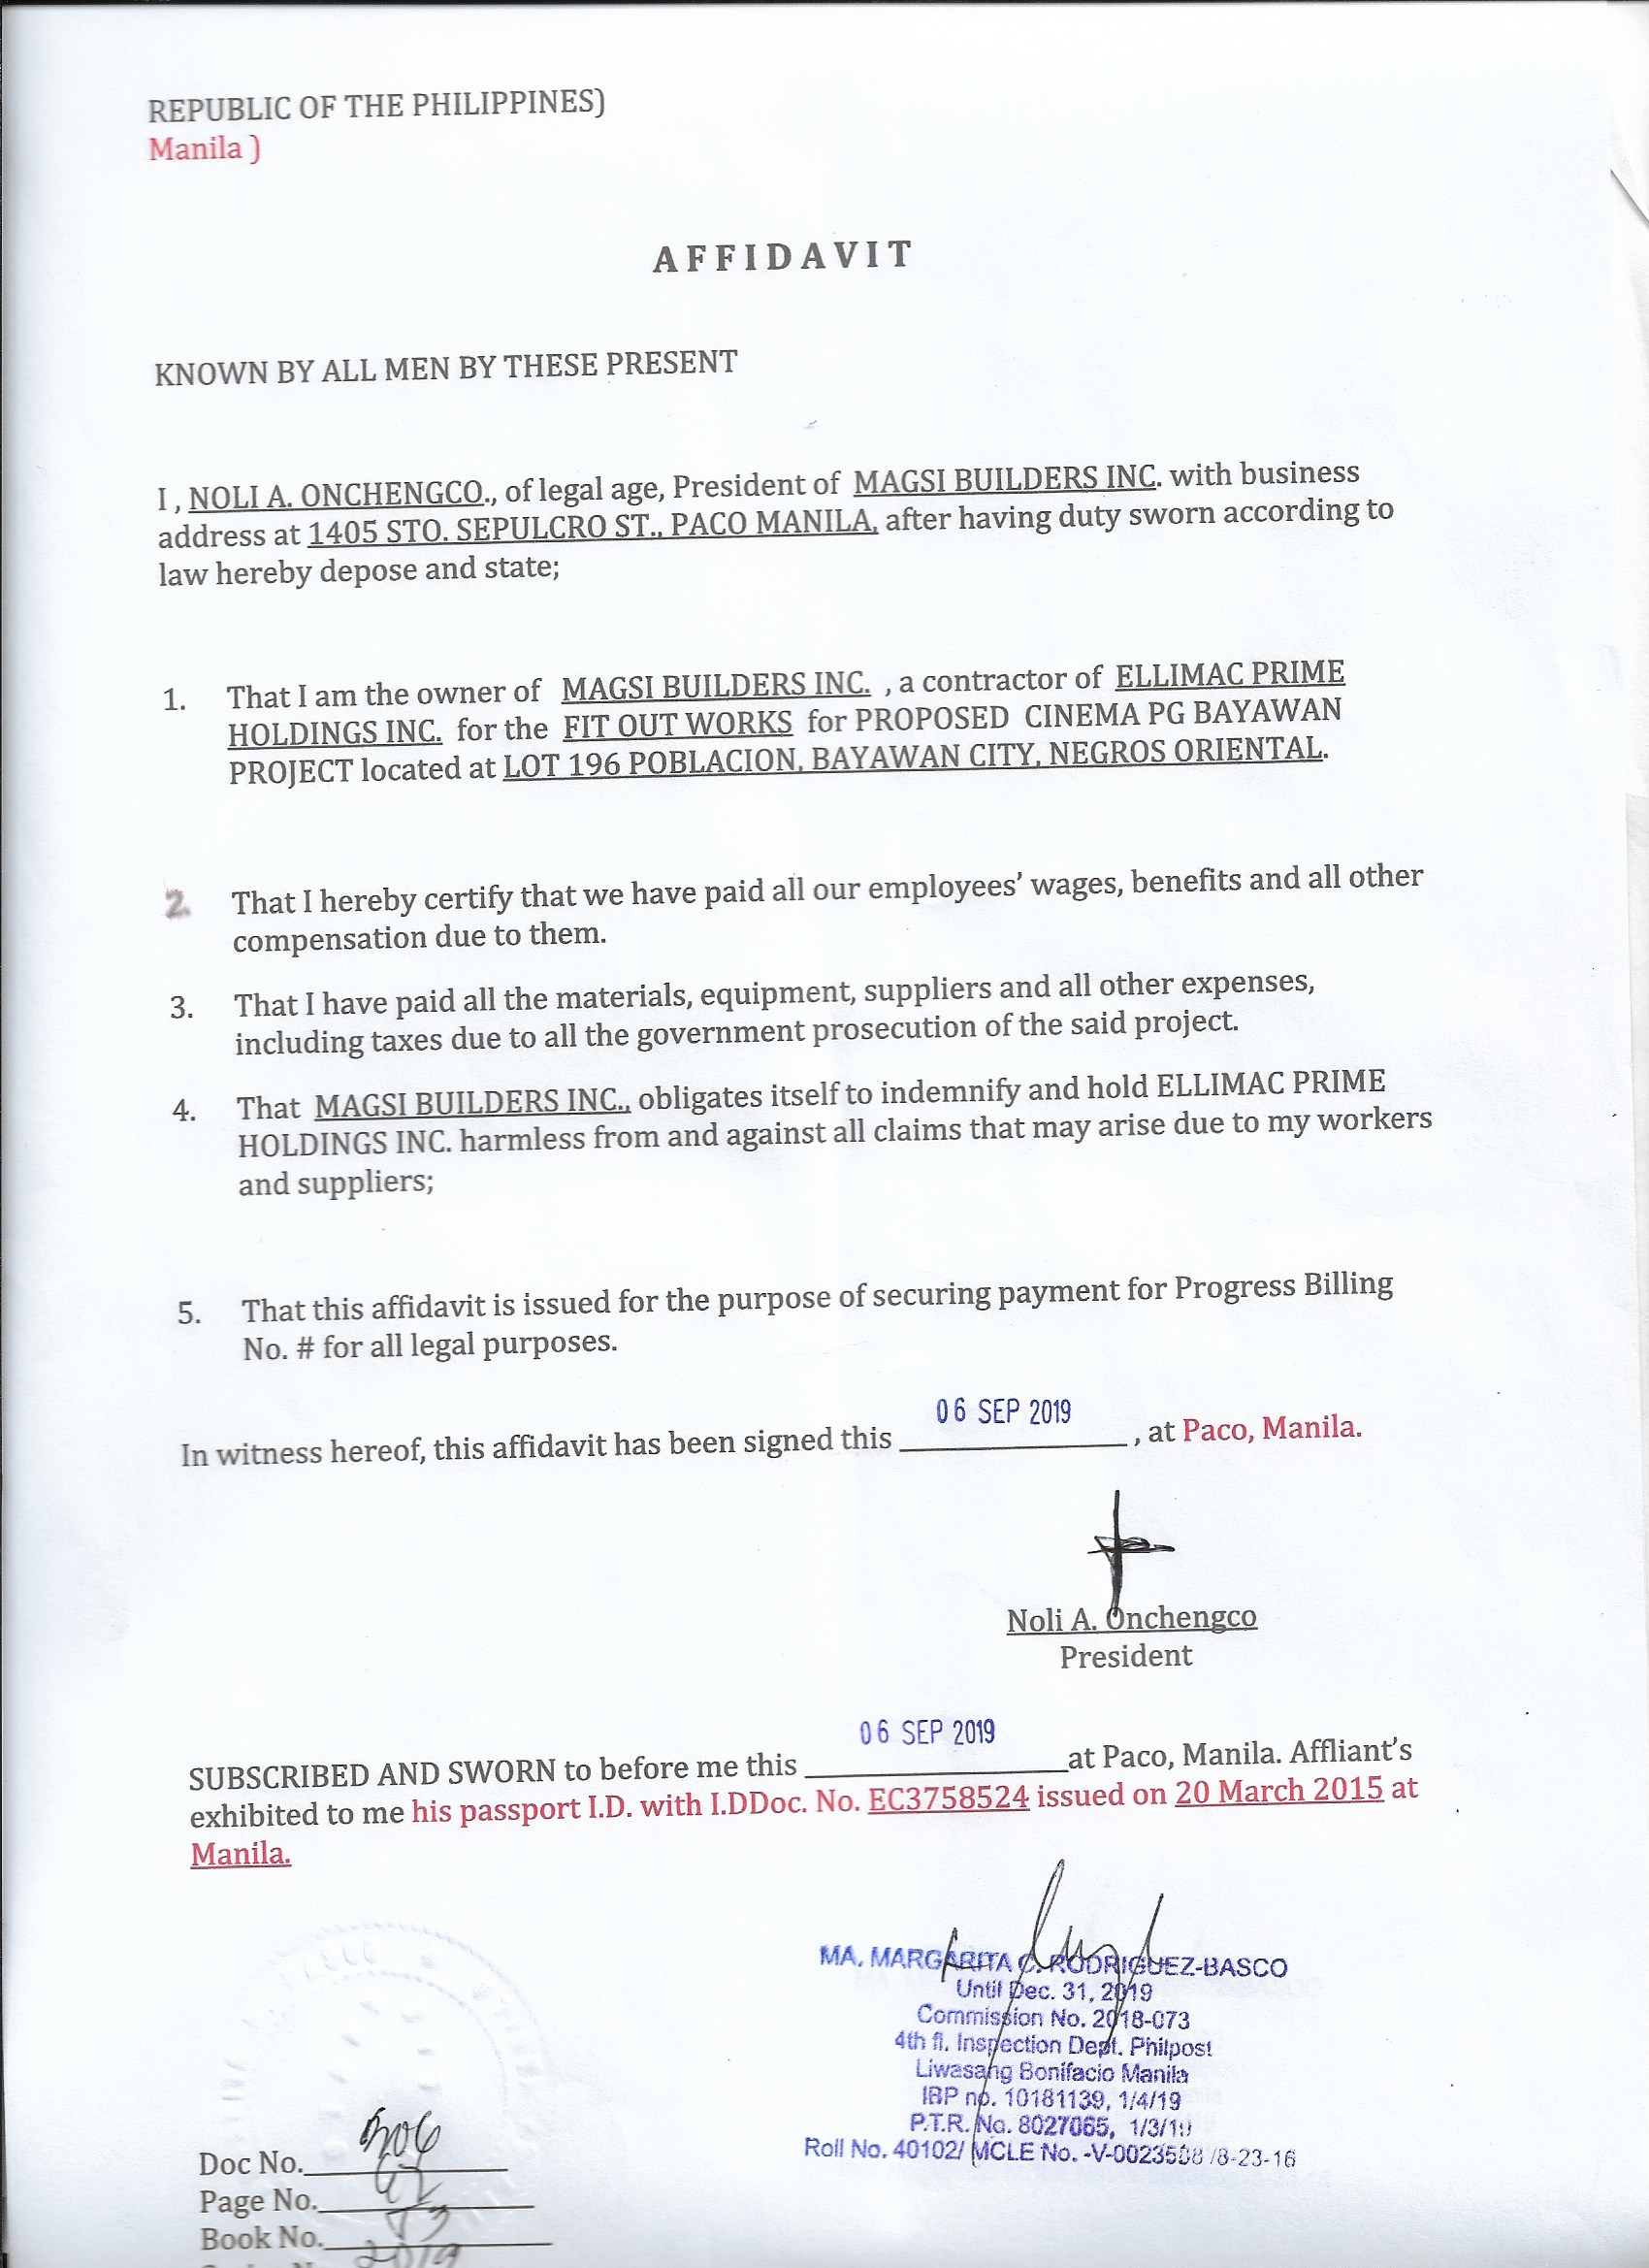 REPUBLIC OF THE PHILIPPINES)
Manila )
AFFIDAVIT
KNOWN BY ALL MEN BY THESE PRESENT
I , NOLI A. ONCHENGCO., of legal age, President of MAGSI BUILDERS INC. with business
address at 1405 STO. SEPULCRO ST., PACO MANILA, after having duty sworn according to
law hereby depose and state;
1. That I am the owner of MAGSI BUILDERS INC. , a contractor of ELLIMAC PRIME
HOLDINGS INC. for the FIT OUT WORKS for PROPOSED CINEMA PG BAYAWAN
PROJECT located at LOT 196 POBLACION, BAYAWAN CITY, NEGROS ORIENTAL.
2. That I hereby certify that we have paid all our employees’ wages, benefits and all other
compensation due to them.
3. That I have paid all the materials, equipment, suppliers and all other expenses,
including taxes due to all the government prosecution of the said project.
4. That MAGSI BUILDERS INC., obligates itself to indemnify and hold ELLIMAC PRIME
HOLDINGS INC. harmless from and against all claims that may arise due to my workers
and suppliers;
5. That this affidavit is issued for the purpose of securing payment for Progress Billing
No. # for all legal purposes.
06 SEP 2019
In witness hereof, this affidavit has been signed this , at Paco, Manila.
Noli A. Onchengco
President
06 SEP 2019
SUBSCRIBED AND SWORN to before me this at Paco, Manila. Affliant’s
exhibited to me his passport I.D. with I.DDoc. No. EC3758524 issued on 20 March 2015 at
Manila.
MA. MARGARITA C. RODRIGUEZ-BASCO
Until Dec. 31, 2019
Commission No. 2018-073
4th fl. Inspection Dept. Philpost
Liwasang Bonifacio Manila
IBP no. 10181139, 1/4/19
P.T.R. No. 8027065, 1/3/19
Roll No. 40102/ MCLE No. -V-0023508 /8-23-16
Doc No.
Page No.
Book No.
2019